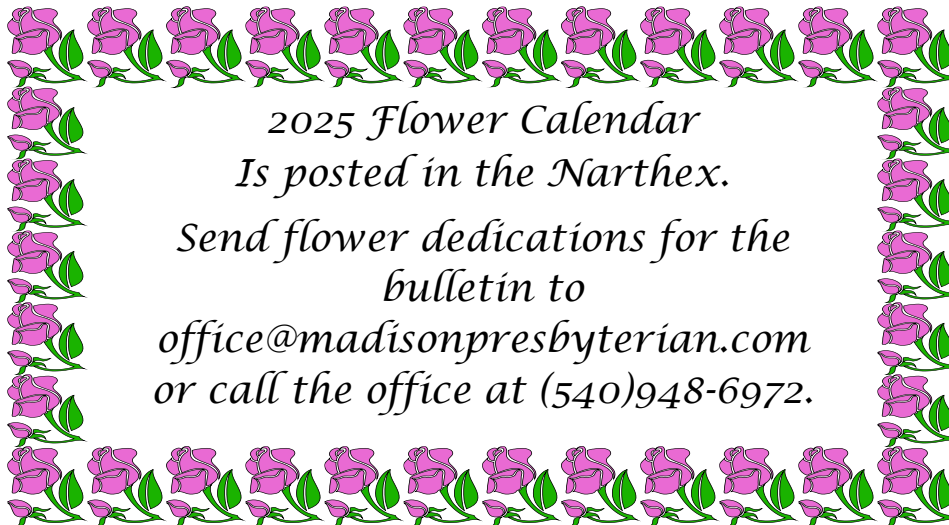 2025 Flower Calendar
Is posted in the Narthex.
Send flower dedications for the
bulletin to
office@madisonpresbyterian.com
or call the office at (540)948-6972.